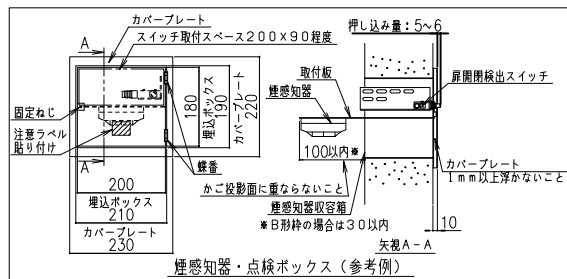 カバープレート
スイッチ取付スペース200×90程度
A
固定ねじ
注意ラベル
貼り付け
A
180
埋込ボックス
190
カバープレート
220
蝶番
200
埋込ボックス
210
カバープレート
230
押し込み量:5~6
取付板
煙感知器
扉開閉検出スイッチ
100以内※
かご投影面に重ならないこと
煙感知器収容箱
※B形枠の場合は30以内
カバープレート
1mm以上浮かないこと
10
矢視A-A
煙感知器・点検ボックス(参考例)